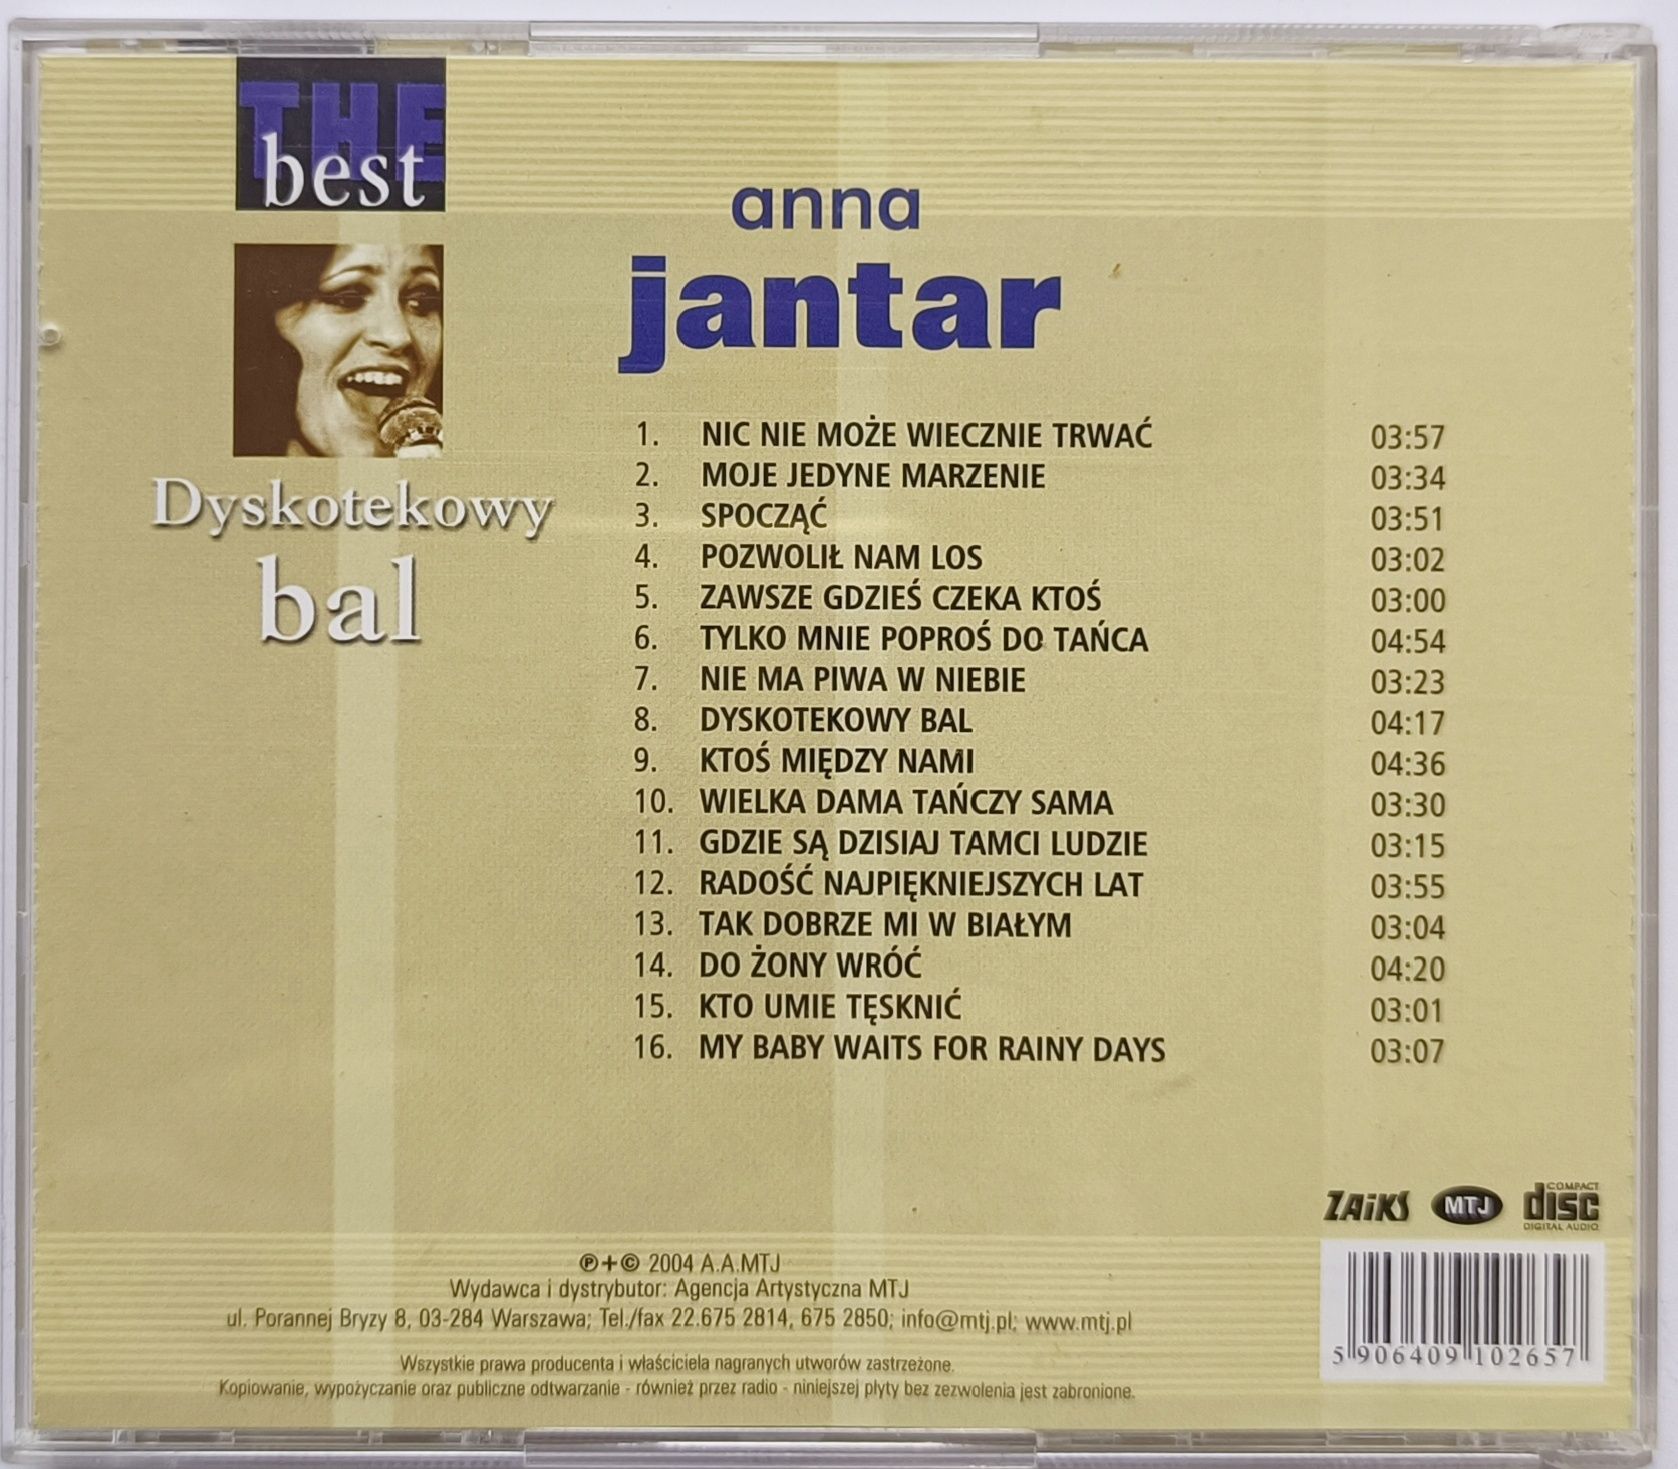 THE
best
anna
jantar
Dyskotekowy
bal
1. NIC NIE MOŻE WIECZNIE TRWAĆ 03:57
2. MOJE JEDYNE MARZENIE 03:34
3. SPOCZĄĆ 03:51
4. POZWOLIŁ NAM LOS 03:02
5. ZAWSZE GDZIEŚ CZEKA KTOŚ 03:00
6. TYLKO MNIE POPROŚ DO TAŃCA 04:54
7. NIE MA PIWA W NIEBIE 03:23
8. DYSKOTEKOWY BAL 04:17
9. KTOŚ MIĘDZY NAMI 04:36
10. WIELKA DAMA TAŃCZY SAMA 03:30
11. GDZIE SĄ DZISIAJ TAMCI LUDZIE 03:15
12. RADOŚĆ NAJPIĘKNIEJSZYCH LAT 03:55
13. TAK DOBRZE MI W BIAŁYM 03:04
14. DO ŻONY WRÓĆ 04:20
15. KTO UMIE TĘSKNIĆ 03:01
16. MY BABY WAITS FOR RAINY DAYS 03:07
ZAiKS MTJ COMPACT disc DIGITAL AUDIO
℗+© 2004 A.A.MTJ
Wydawca i dystrybutor: Agencja Artystyczna MTJ
ul. Porannej Bryzy 8, 03-284 Warszawa; Tel./fax 22.675 2814, 675 2850; info@mtj.pl; www.mtj.pl
Wszystkie prawa producenta i właściciela nagranych utworów zastrzeżone.
Kopiowanie, wypożyczanie oraz publiczne odtwarzanie - również przez radio - niniejszej płyty bez zezwolenia jest zabronione.
5 906409 102657